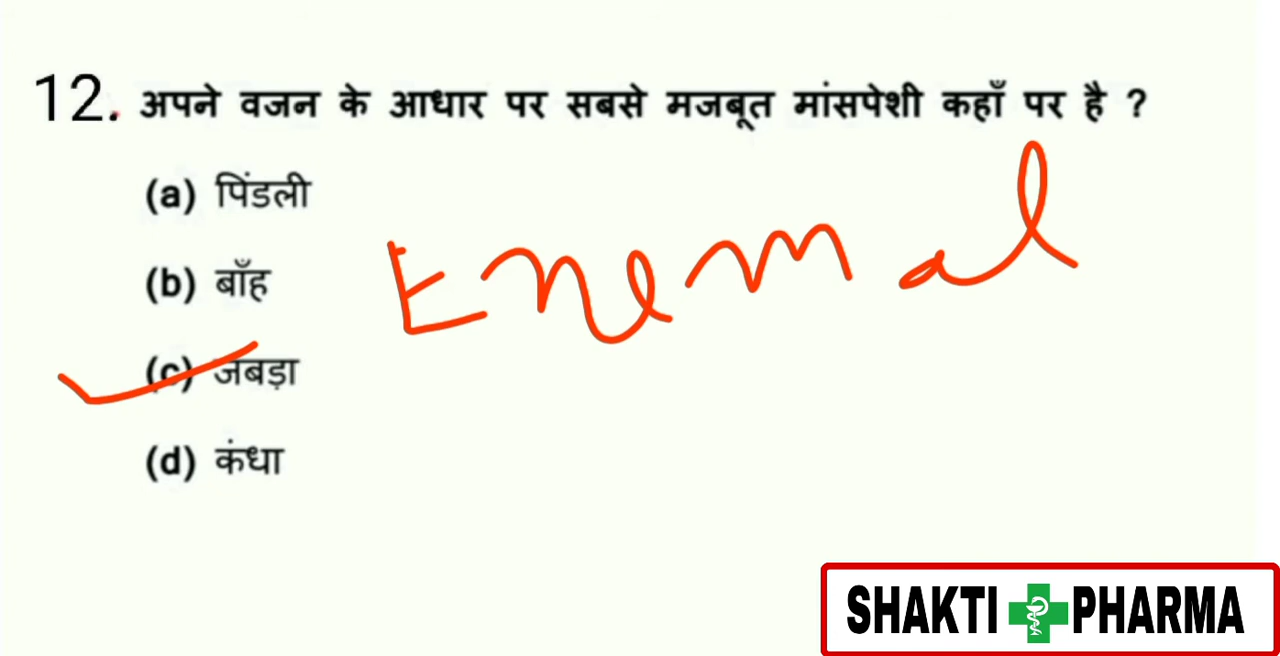 12. अपने वजन के आधार पर सबसे मजबूत मांसपेशी कहाँ पर है ?
(a) पिंडली
(b) बाँह
(c) जबड़ा
(d) कंधा
Enemal
SHAKTI PHARMA